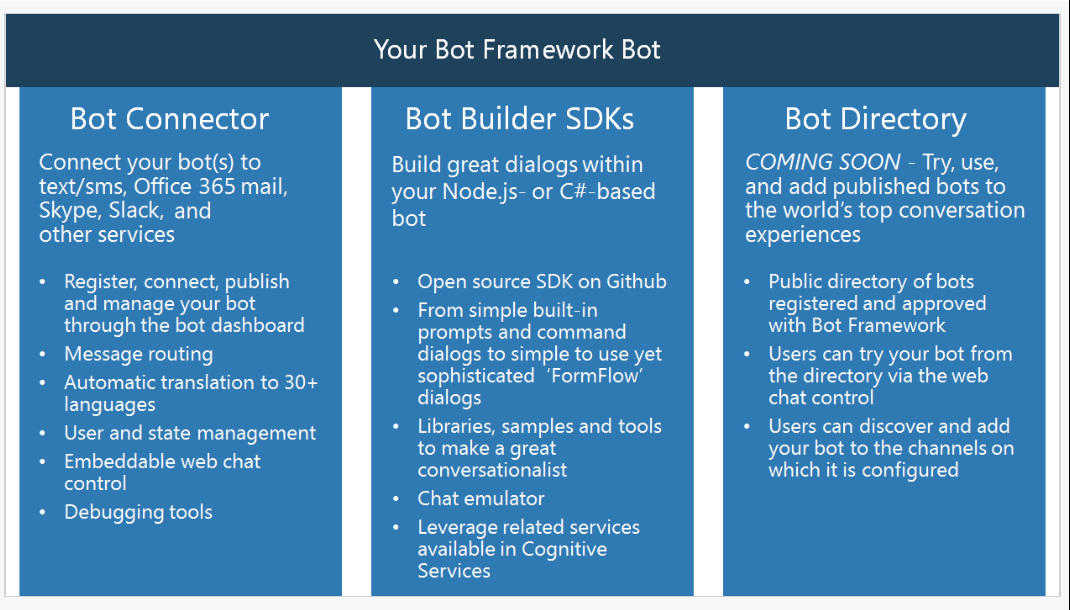 Your Bot Framework Bot
Bot Connector
Connect your bot(s) to
text/sms, Office 365 mail,
Skype, Slack, and
other services
• Register, connect, publish
and manage your bot
through the bot dashboard
• Message routing
• Automatic translation to 30+
languages
• User and state management
• Embeddable web chat
control
• Debugging tools
Bot Builder SDKs
Build great dialogs within
your Node.js- or C#-based
bot
• Open source SDK on Github
• From simple built-in
prompts and command
dialogs to simple to use yet
sophisticated 'FormFlow'
dialogs
• Libraries, samples and tools
to make a great
conversationalist
• Chat emulator
• Leverage related services
available in Cognitive
Services
Bot Directory
COMING SOON - Try, use,
and add published bots to
the world's top conversation
experiences
• Public directory of bots
registered and approved
with Bot Framework
• Users can try your bot from
the directory via the web
chat control
• Users can discover and add
your bot to the channels on
which it is configured